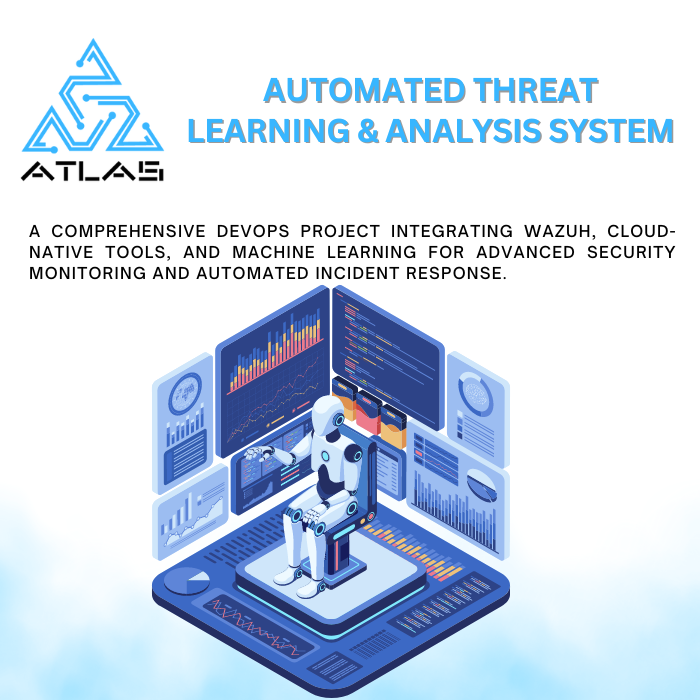 ATLAS
AUTOMATED THREAT
LEARNING & ANALYSIS SYSTEM
A COMPREHENSIVE DEVOPS PROJECT INTEGRATING WAZUH, CLOUD-
NATIVE TOOLS, AND MACHINE LEARNING FOR ADVANCED SECURITY
MONITORING AND AUTOMATED INCIDENT RESPONSE.